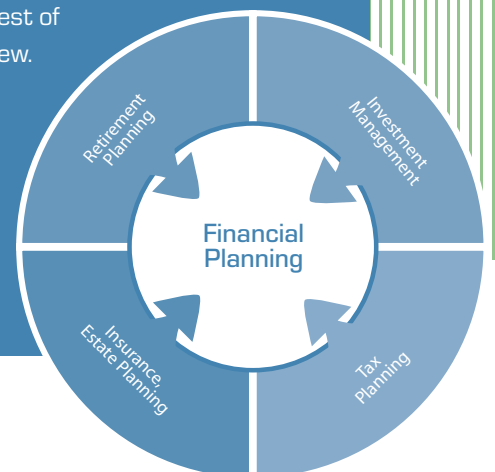 est of
ew.
Retirement
Planning
Investment
Management
Financial
Planning
Insurance,
Estate Planning
Tax
Planning